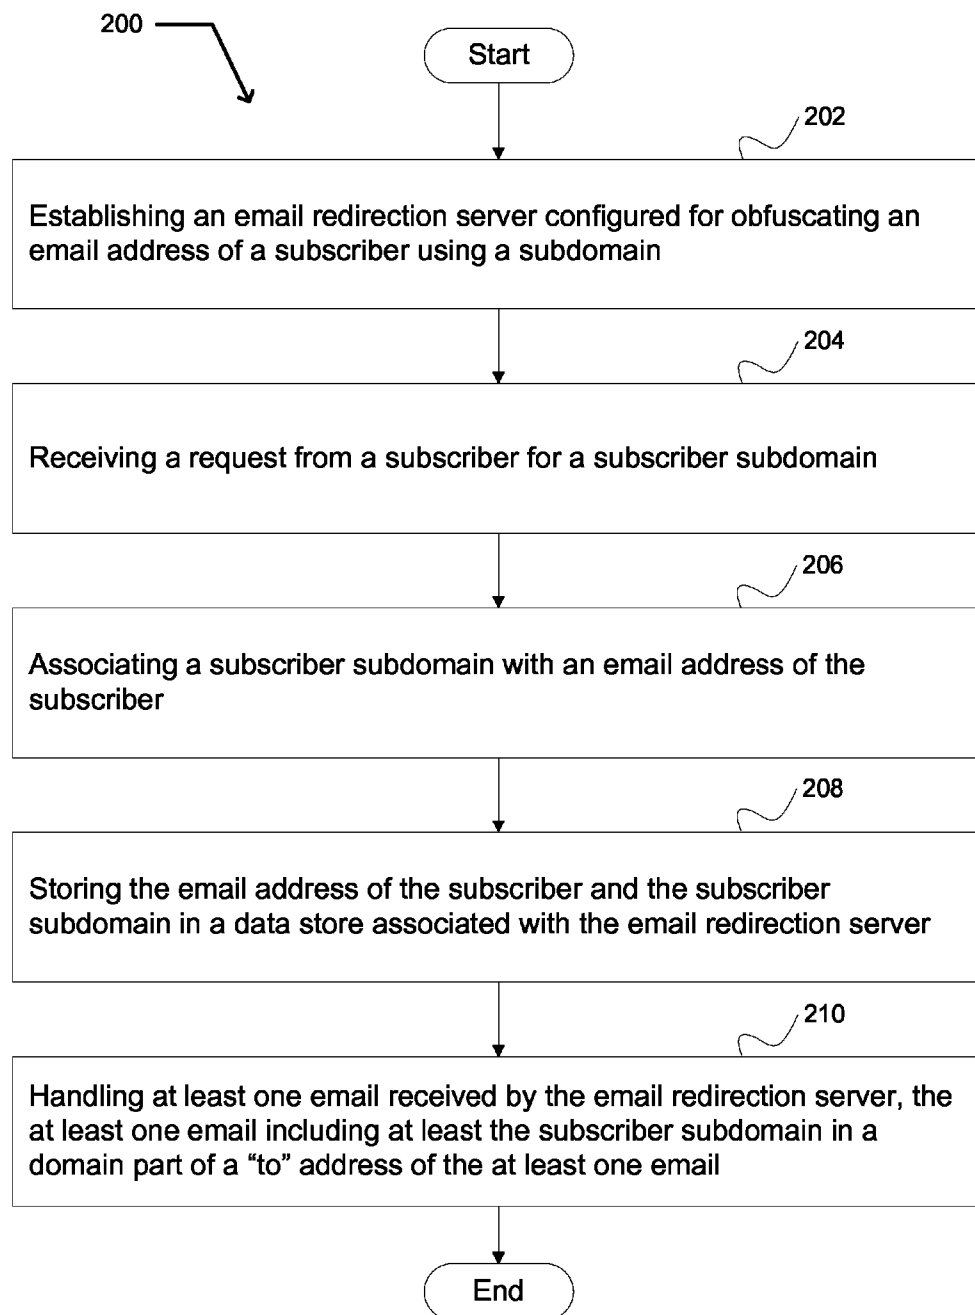 200
Start
202
Establishing an email redirection server configured for obfuscating an
email address of a subscriber using a subdomain
204
Receiving a request from a subscriber for a subscriber subdomain
206
Associating a subscriber subdomain with an email address of the
subscriber
208
Storing the email address of the subscriber and the subscriber
subdomain in a data store associated with the email redirection server
210
Handling at least one email received by the email redirection server, the
at least one email including at least the subscriber subdomain in a
domain part of a “to” address of the at least one email
End